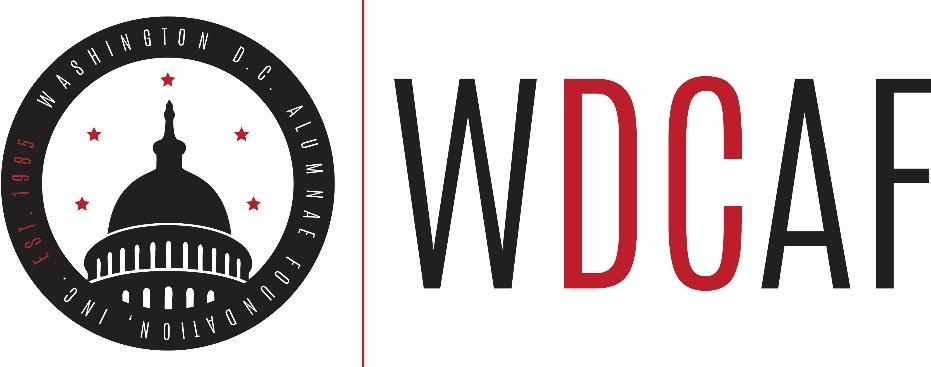 WASHINGTON D.C. ALUMNAE FOUNDATION, INC.
EST. 1985
WDCAF